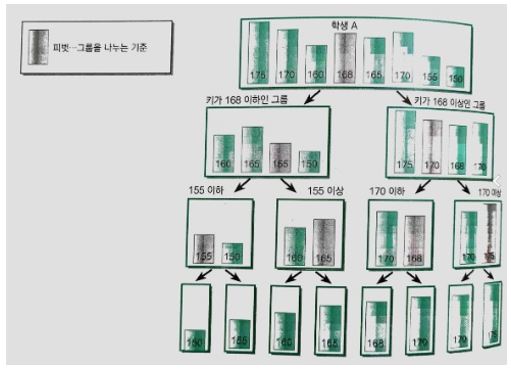 피벗…그룹을 나누는 기준
학생 A
175 170 160 168 165 170 155 150
키가 168 이하인 그룹
키가 168 이상인 그룹
160 165 155 150
175 170 168 170
155 이하
155 이상
170 이하
170 이상
155 150
160 165
170 168
170 175
150 155 160 165 168 170 170 175